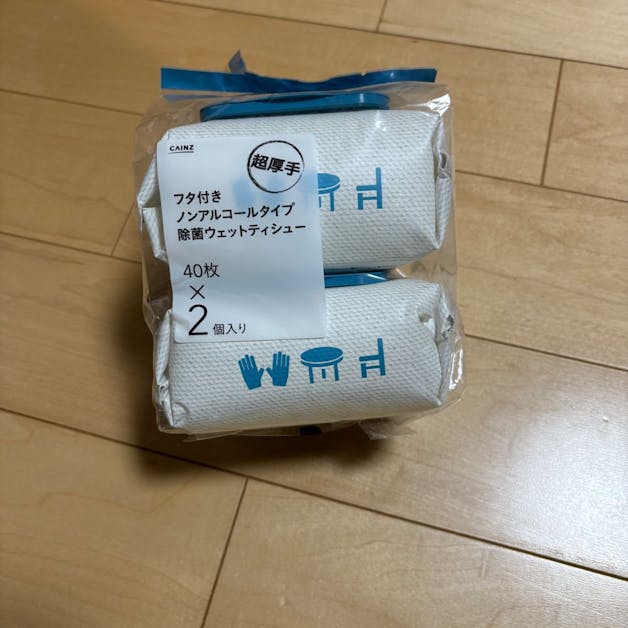 CAINZ
超厚手
フタ付き
ノンアルコールタイプ
除菌ウェットティシュー
40枚
×
2個入り